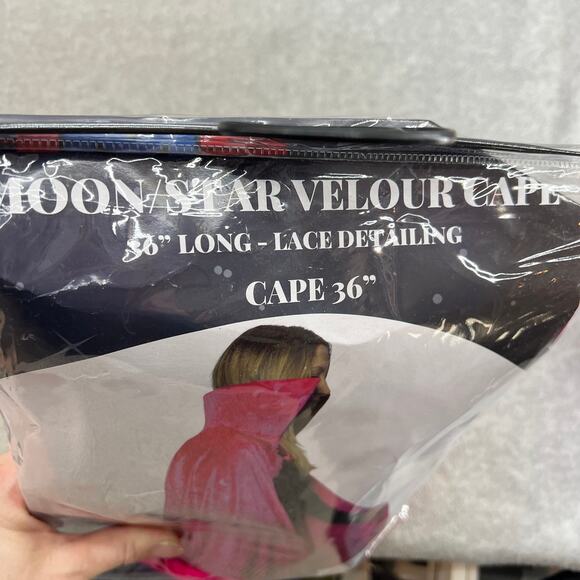 MOON/STAR VELOUR CAPE
36” LONG – LACE DETAILING
CAPE 36”